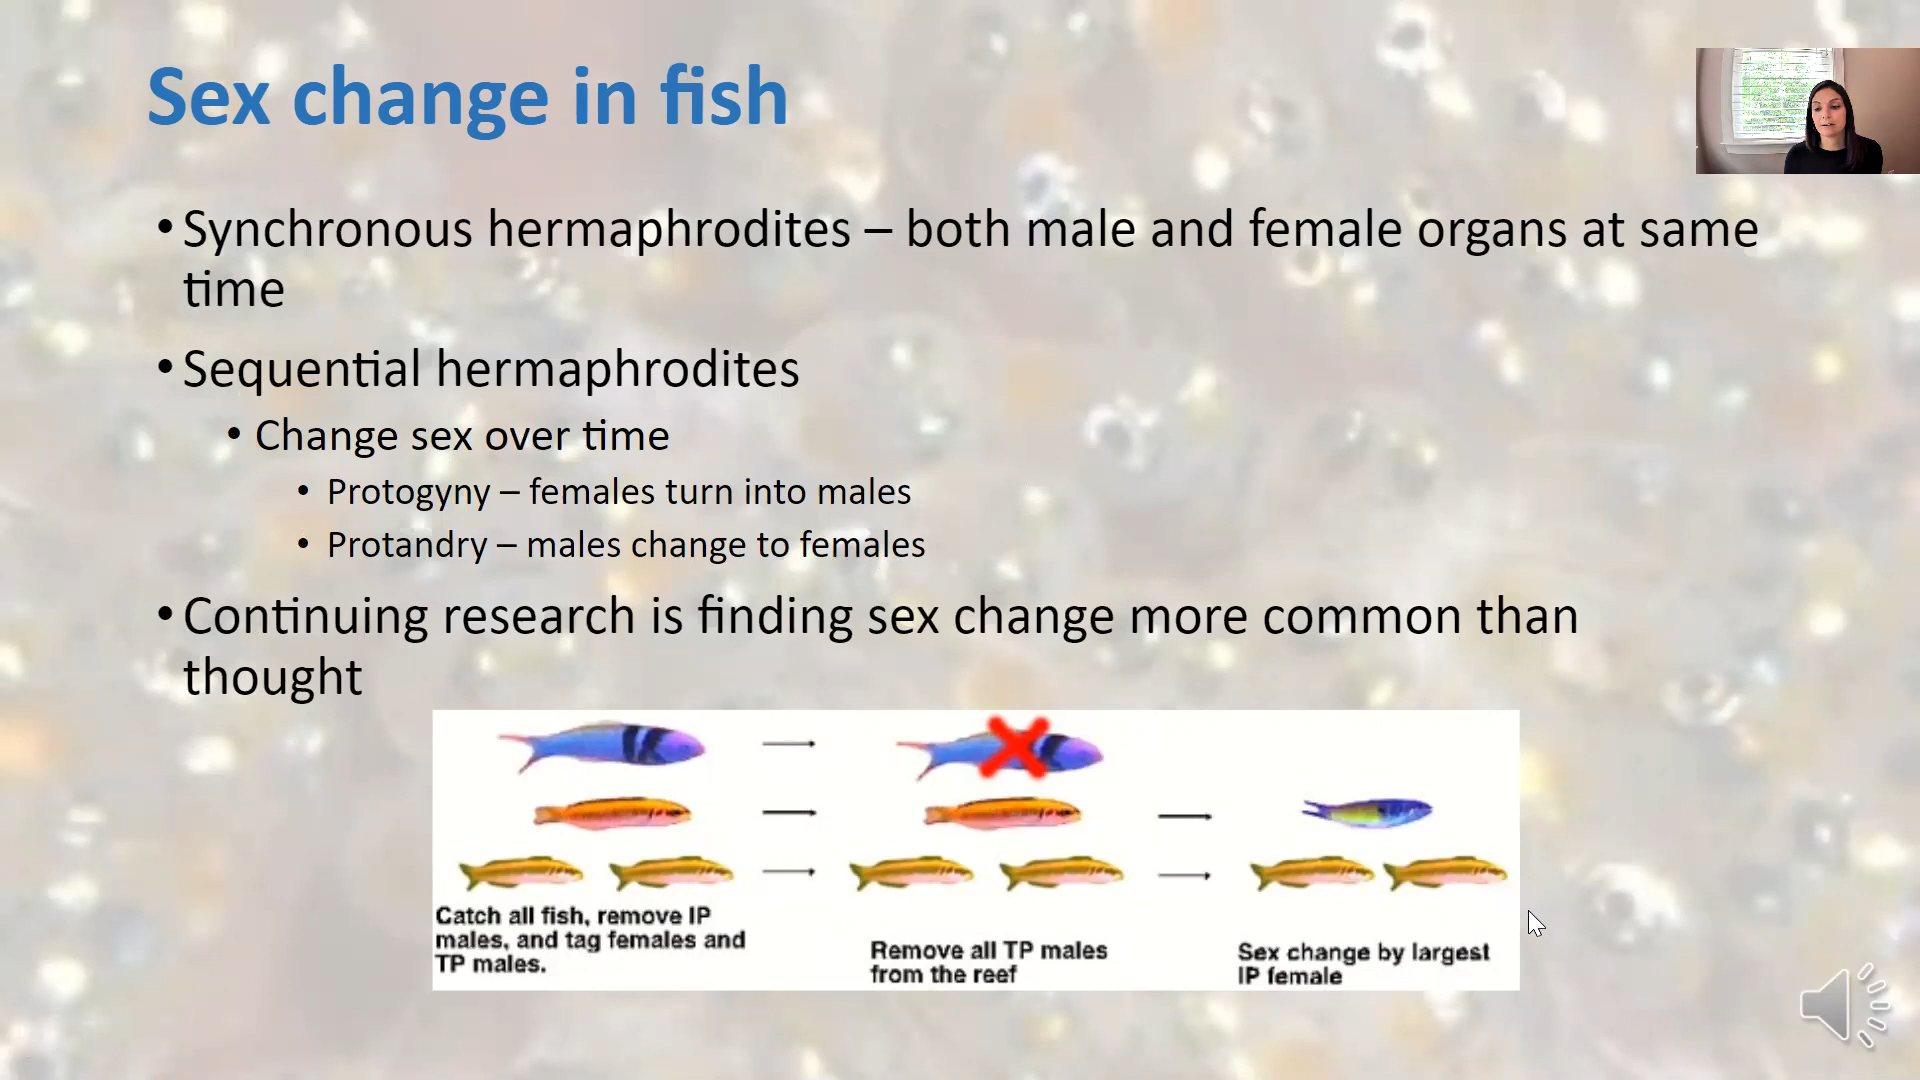 Sex change in fish
• Synchronous hermaphrodites – both male and female organs at same
time
• Sequential hermaphrodites
• Change sex over time
• Protogyny – females turn into males
• Protandry – males change to females
• Continuing research is finding sex change more common than
thought
Catch all fish, remove IP
males, and tag females and
TP males.
Remove all TP males
from the reef
Sex change by largest
IP female